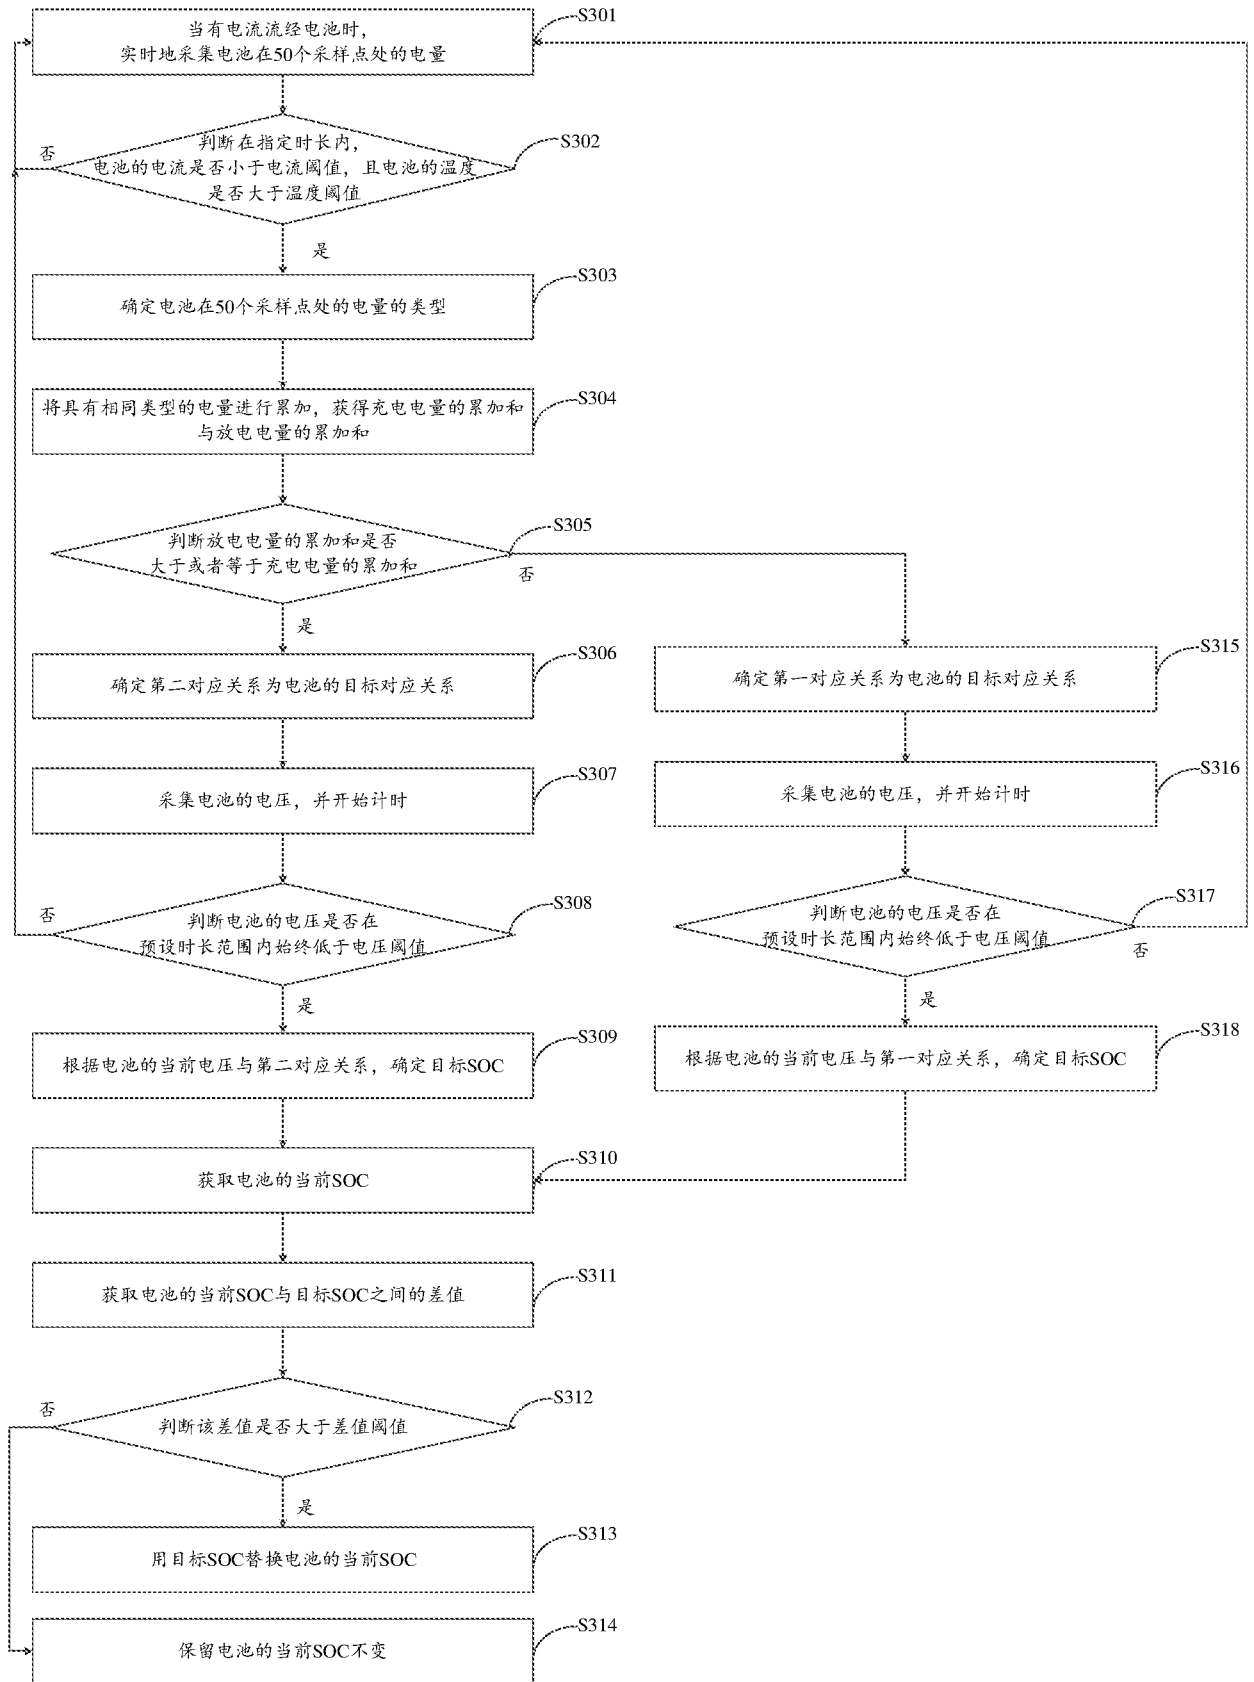 当有电流流经电池时，
实时地采集电池在50个采样点处的电量
S301
判断在指定时长内，
电池的电流是否小于电流阈值，且电池的温度
是否大于温度阈值
S302
否
是
确定电池在50个采样点处的电量的类型
S303
将具有相同类型的电量进行累加，获得充电电量的累加和
与放电电量的累加和
S304
判断放电电量的累加和是否
大于或者等于充电电量的累加和
S305
否
是
确定第二对应关系为电池的目标对应关系
S306
确定第一对应关系为电池的目标对应关系
S315
采集电池的电压，并开始计时
S307
采集电池的电压，并开始计时
S316
判断电池的电压是否在
预设时长范围内始终低于电压阈值
S308
否
是
判断电池的电压是否在
预设时长范围内始终低于电压阈值
S317
否
是
根据电池的当前电压与第二对应关系，确定目标SOC
S309
根据电池的当前电压与第一对应关系，确定目标SOC
S318
获取电池的当前SOC
S310
获取电池的当前SOC与目标SOC之间的差值
S311
判断该差值是否大于差值阈值
S312
否
是
用目标SOC替换电池的当前SOC
S313
保留电池的当前SOC不变
S314